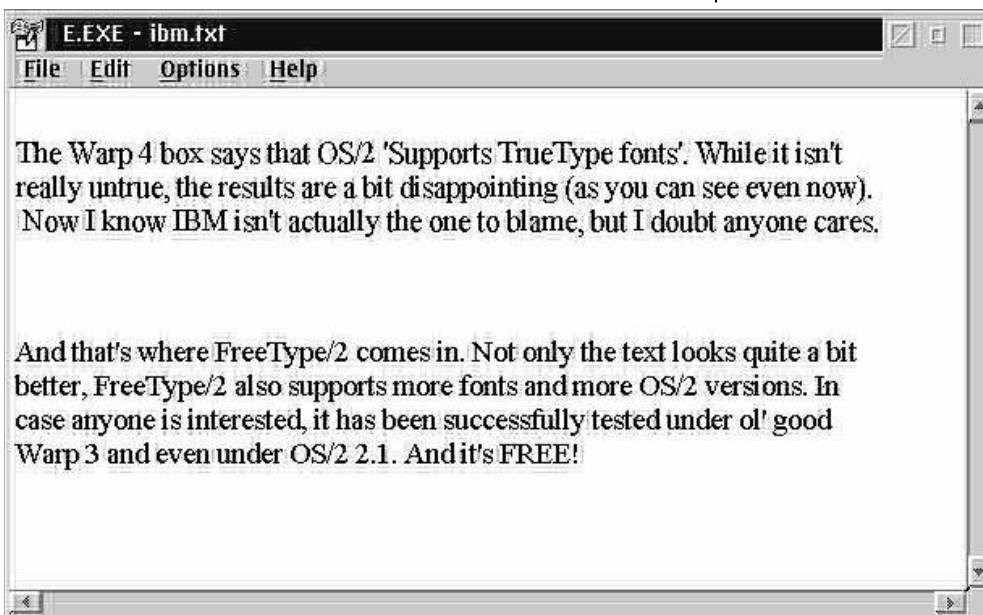 E.EXE - ibm.txt
File Edit Options Help
The Warp 4 box says that OS/2 'Supports TrueType fonts'. While it isn't
really untrue, the results are a bit disappointing (as you can see even now).
Now I know IBM isn't actually the one to blame, but I doubt anyone cares.
And that's where FreeType/2 comes in. Not only the text looks quite a bit
better, FreeType/2 also supports more fonts and more OS/2 versions. In
case anyone is interested, it has been successfully tested under ol' good
Warp 3 and even under OS/2 2.1. And it's FREE!